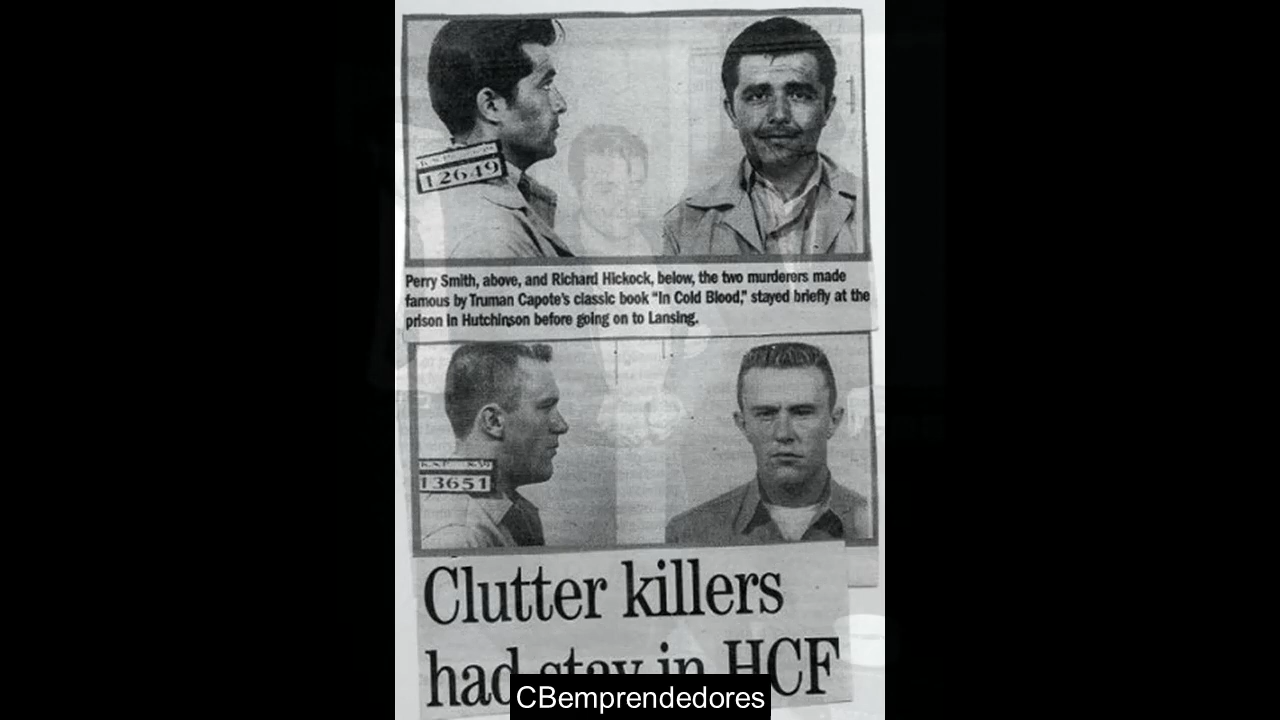 12649
Perry Smith, above, and Richard Hickock, below, the two murderers made
famous by Truman Capote's classic book "In Cold Blood," stayed briefly at the
prison in Hutchinson before going on to Lansing.
13651
Clutter killers
had stay in HCF
CBemprendedores